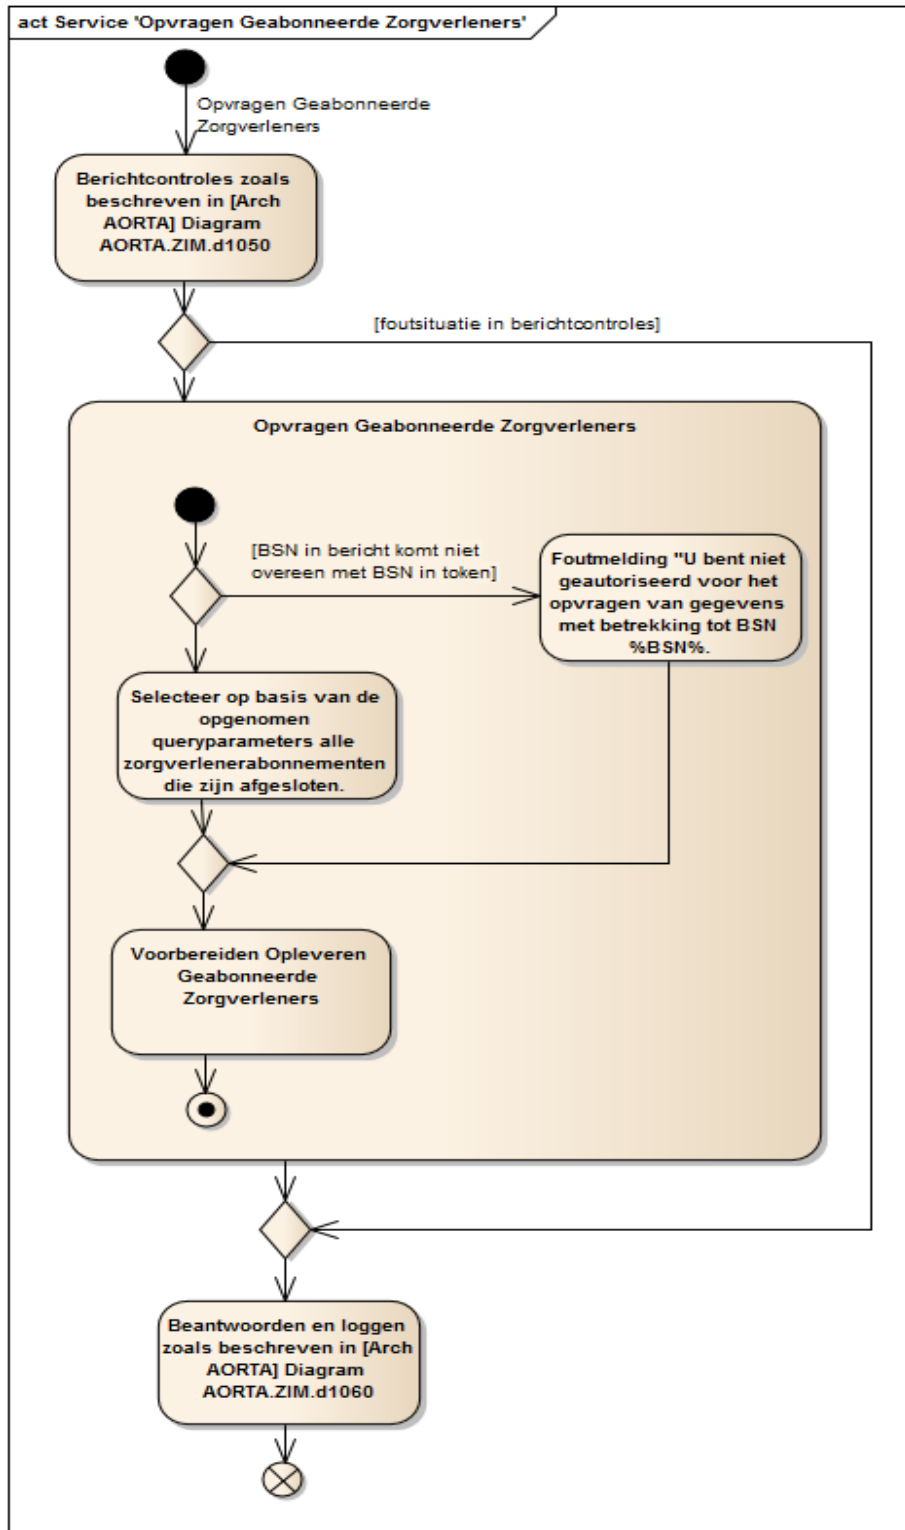 act Service 'Opvragen Geabonneerde Zorgverleners'
Opvragen Geabonneerde
Zorgverleners
Berichtcontroles zoals
beschreven in [Arch
AORTA] Diagram
AORTA.ZIM.d1050
[foutsituatie in berichtcontroles]
Opvragen Geabonneerde Zorgverleners
[BSN in bericht komt niet
overeen met BSN in token]
Foutmelding "U bent niet
geautoriseerd voor het
opvragen van gegevens
met betrekking tot BSN
%BSN%.
Selecteer op basis van de
opgenomen
queryparameters alle
zorgverlenerabonnementen
die zijn afgesloten.
Voorbereiden Opleveren
Geabonneerde
Zorgverleners
Beantwoorden en loggen
zoals beschreven in [Arch
AORTA] Diagram
AORTA.ZIM.d1060